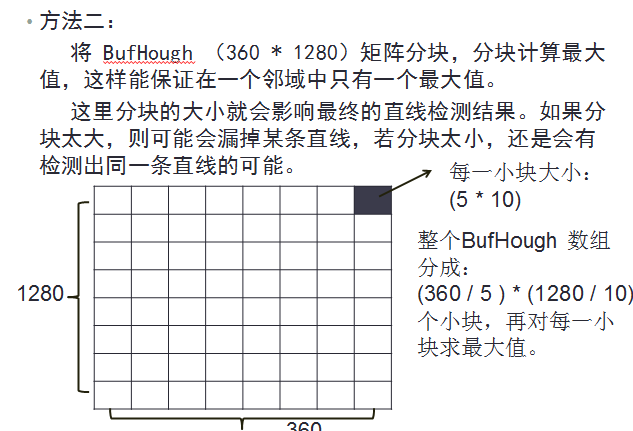 • 方法二：
将 BufHough （360 * 1280）矩阵分块，分块计算最大
值，这样能保证在一个邻域中只有一个最大值。
这里分块的大小就会影响最终的直线检测结果。如果分
块太大，则可能会漏掉某条直线，若分块太小，还是会有
检测出同一条直线的可能。
每一小块大小：
(5 * 10)
整个BufHough 数组
分成：
(360 / 5 ) * (1280 / 10)
个小块，再对每一小
块求最大值。
1280
360